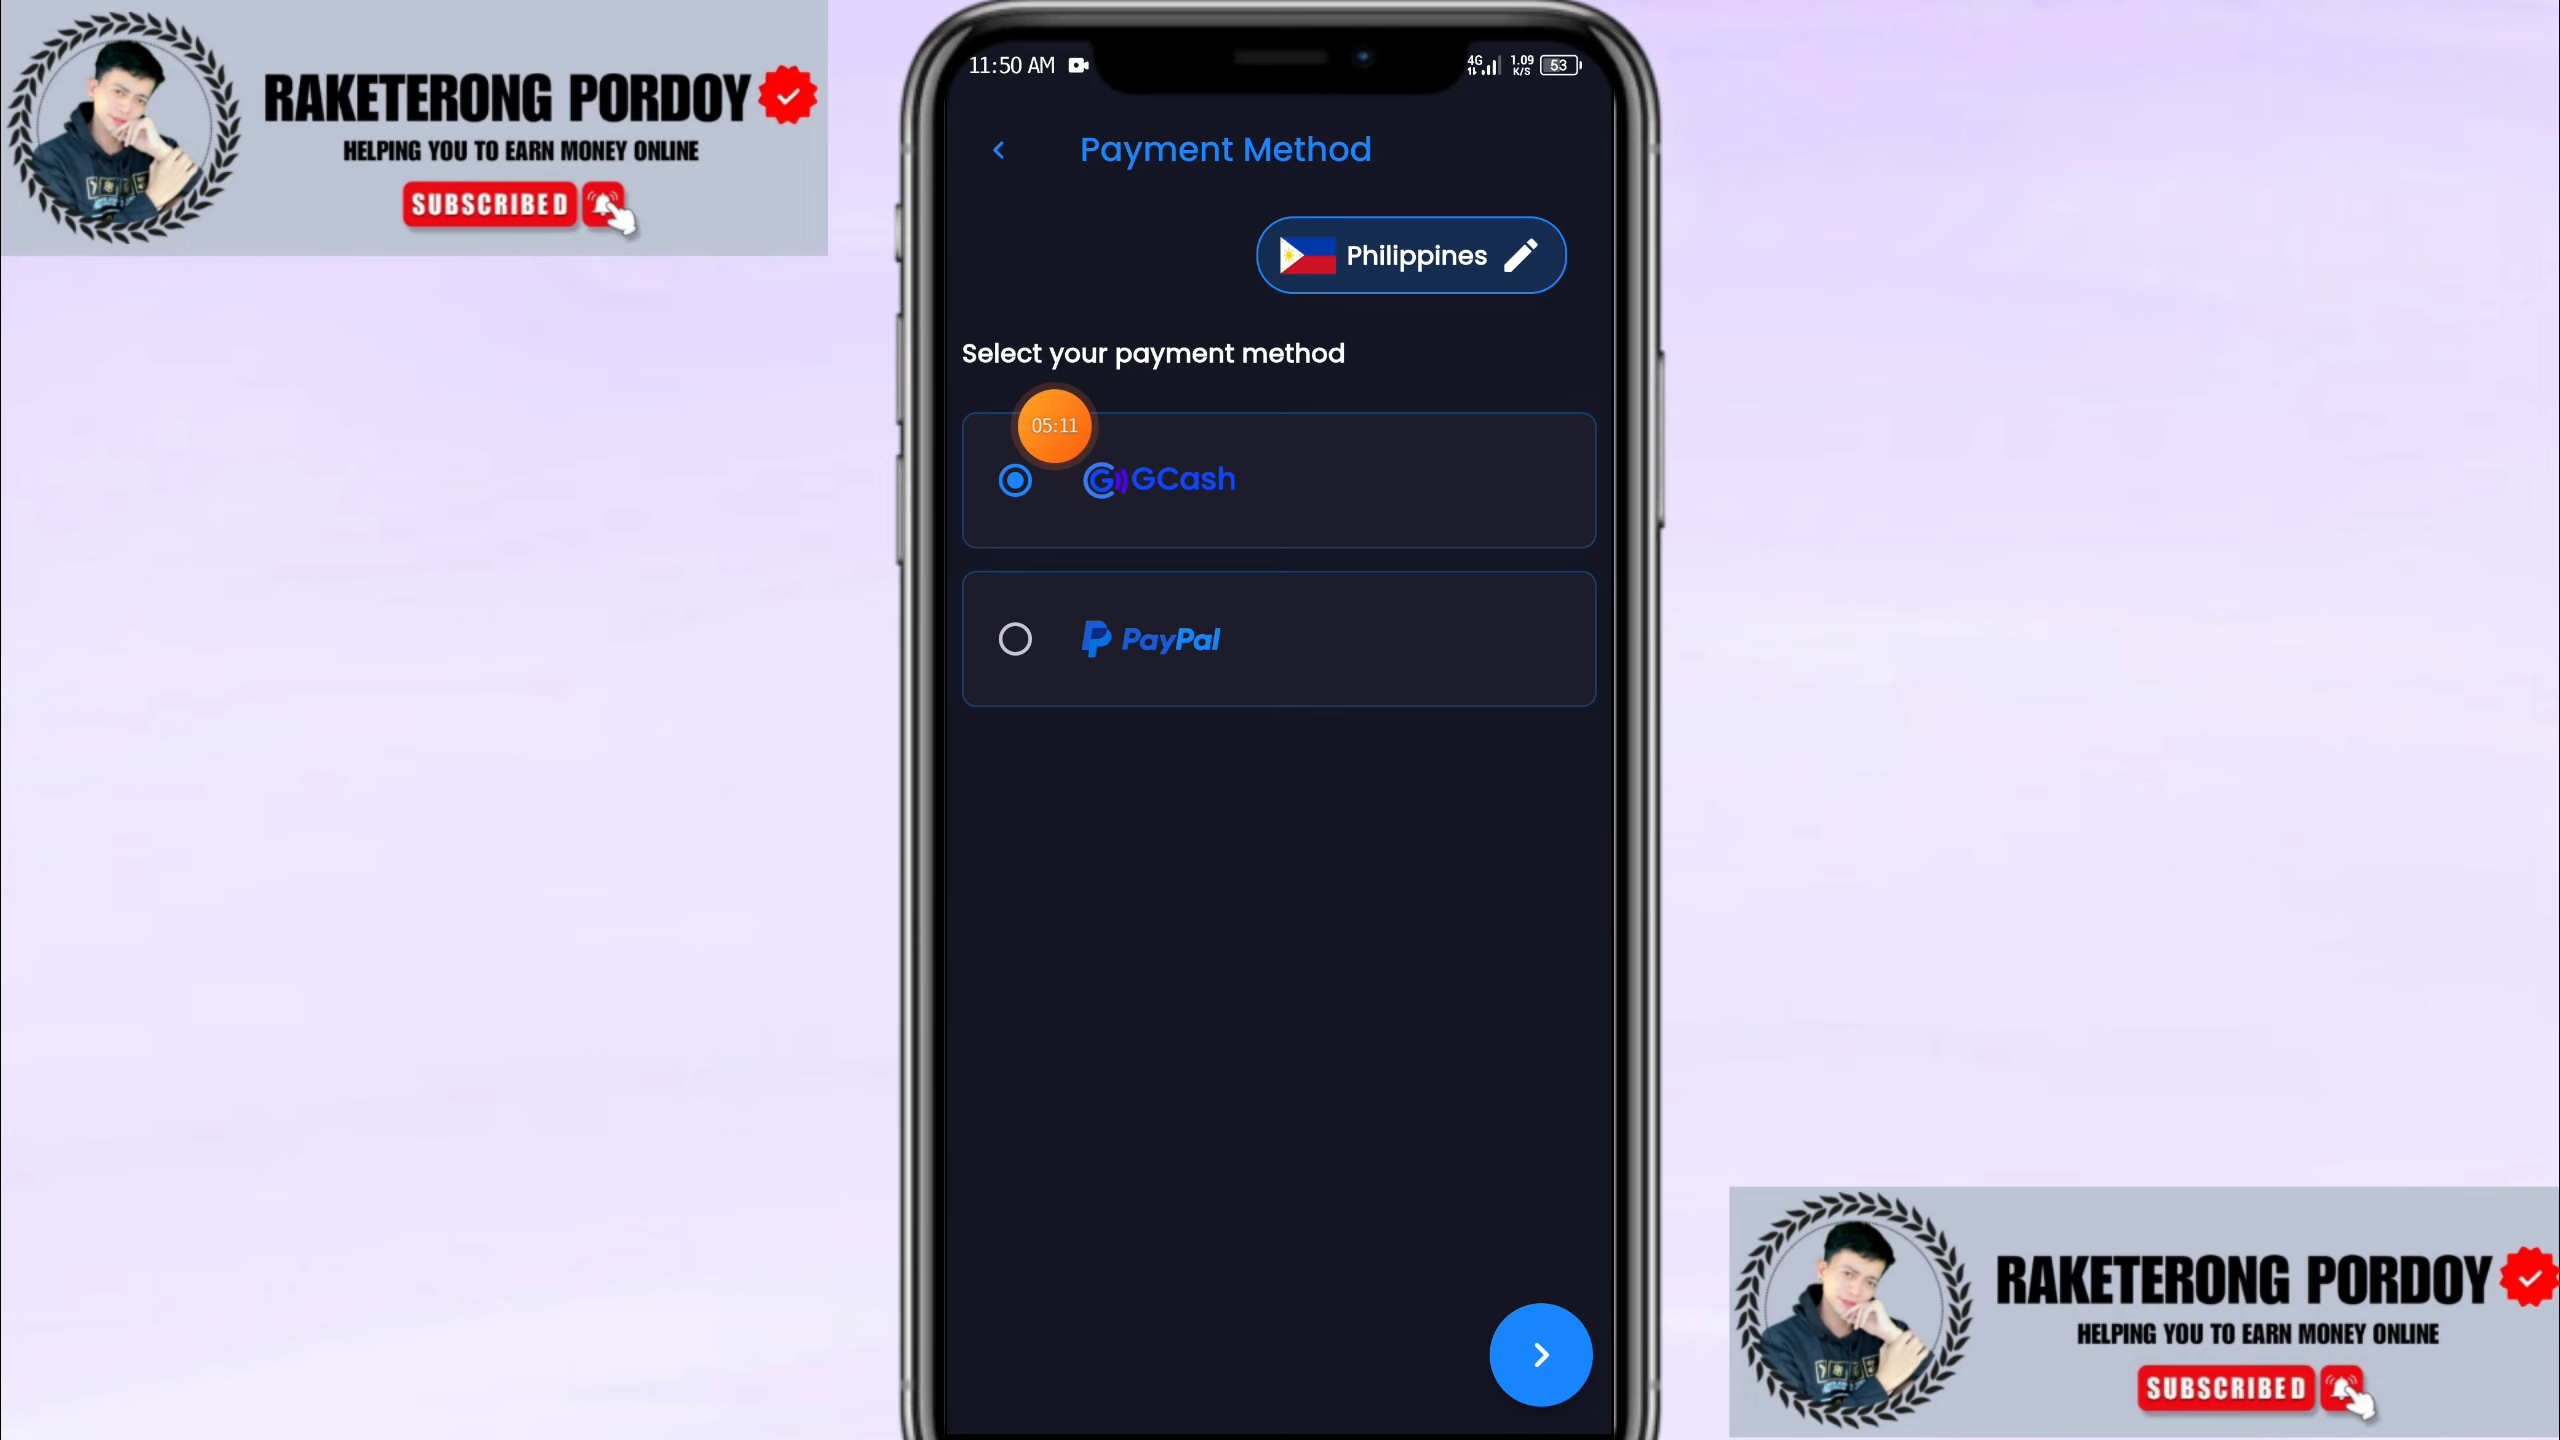 RAKETERONG PORDOY
HELPING YOU TO EARN MONEY ONLINE
SUBSCRIBED
11:50 AM
4G 1.09 K/S 53
Payment Method
Philippines
Select your payment method
05:11
GCash
PayPal
RAKETERONG PORDOY
HELPING YOU TO EARN MONEY ONLINE
SUBSCRIBED